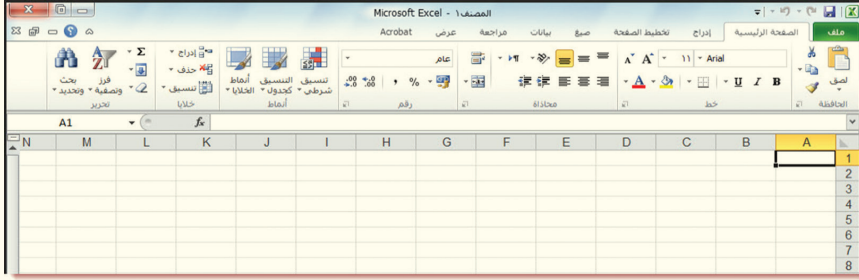 المصنف١ - Microsoft Excel
ملف الصفحة الرئيسية إدراج تخطيط الصفحة صيغ بيانات مراجعة عرض Acrobat
لصق
الحافظة
Arial ١١ A A
B I U A
خط
محاذاة
عام
%
رقم
تنسيق شرطي
التنسيق كجدول
أنماط الخلايا
أنماط
إدراج
حذف
تنسيق
خلايا
Σ
فرز وتصفية
بحث وتحديد
تحرير
A1 fx
A B C D E F G H I J K L M N
1
2
3
4
5
6
7
8